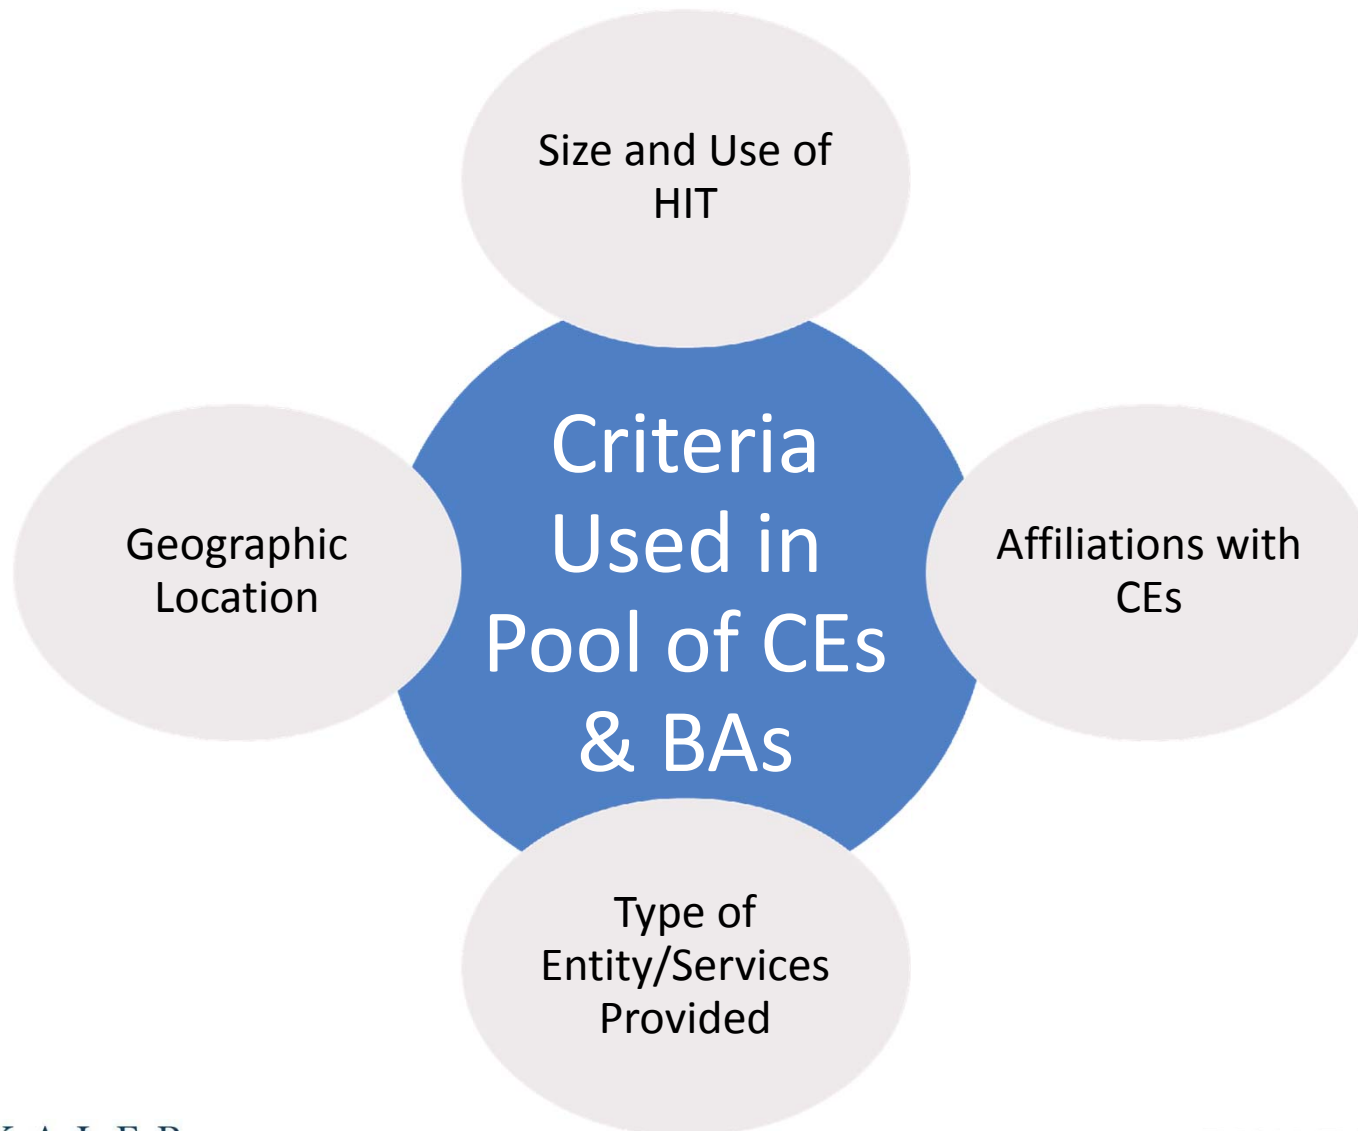 Size and Use of
HIT
Criteria
Used in
Pool of CEs
& BAs
Geographic
Location
Affiliations with
CEs
Type of
Entity/Services
Provided